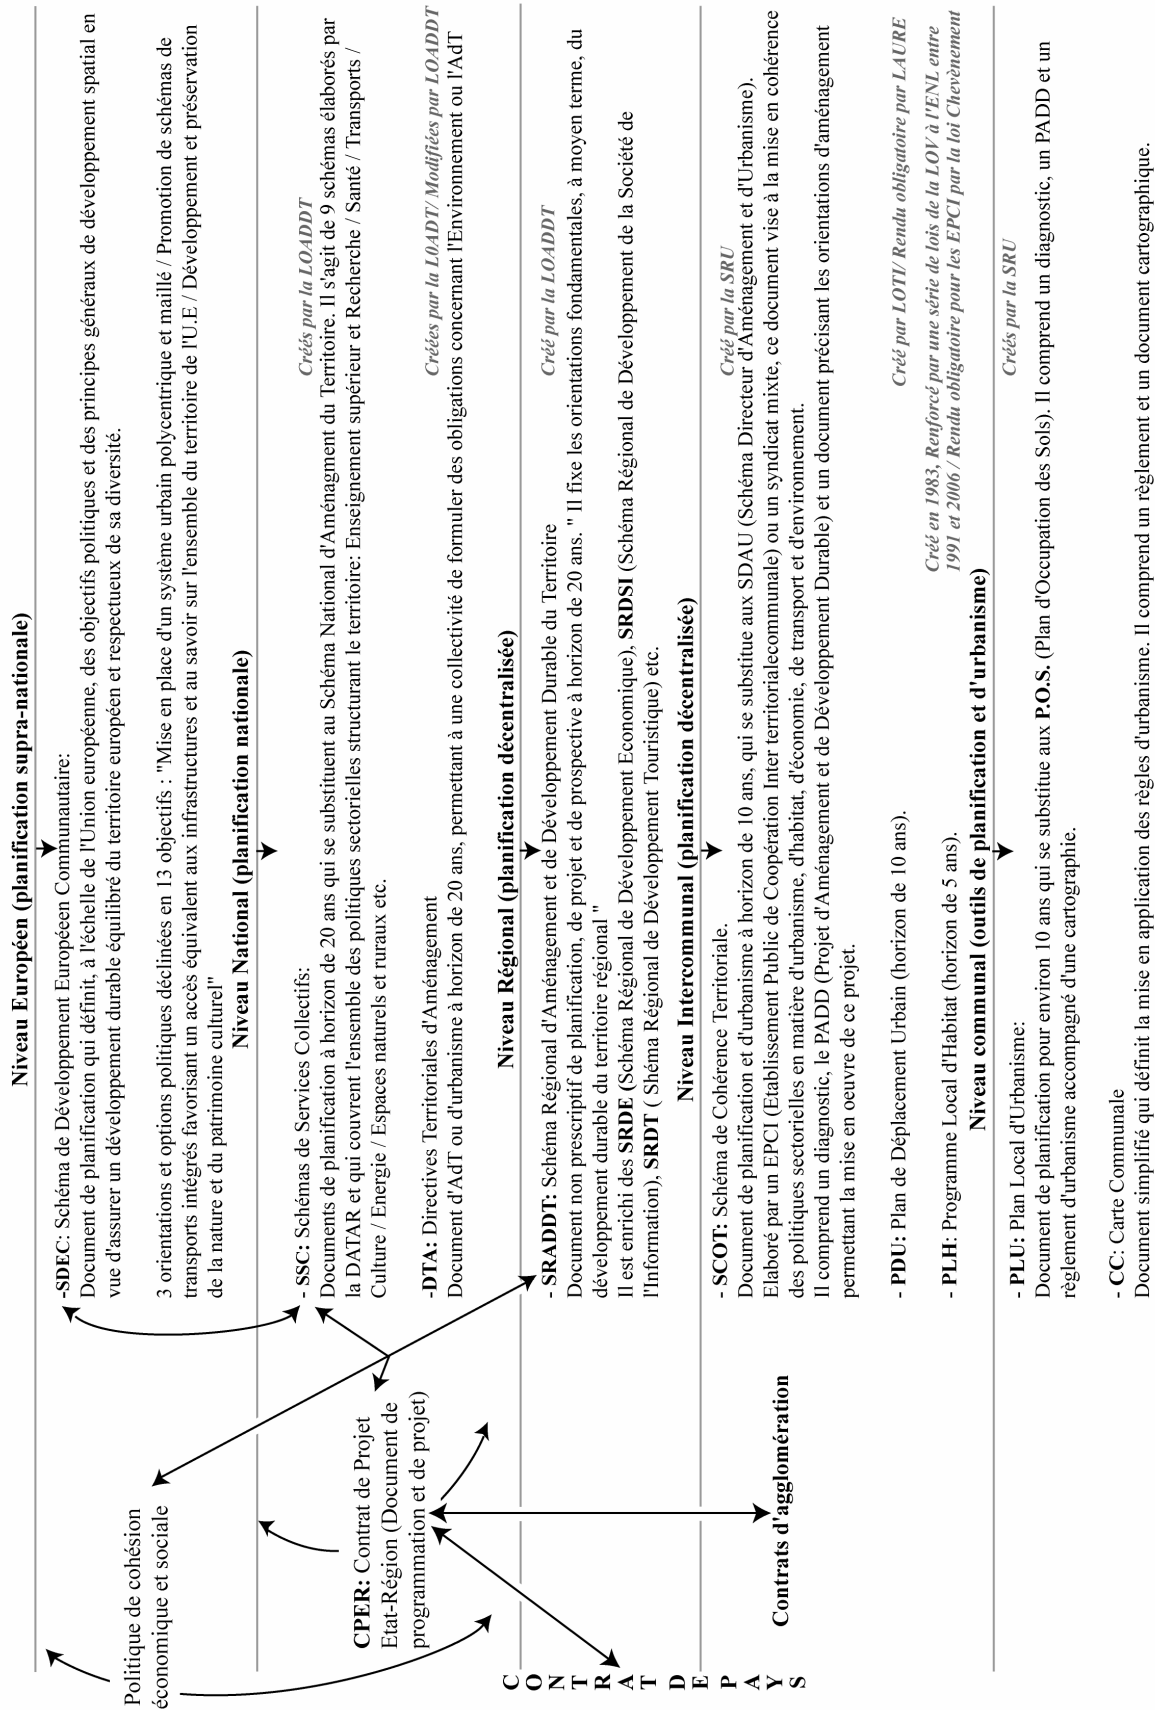 Niveau Européen (planification supra-nationale)
-SDEC: Schéma de Développement Européen Communautaire:
Document de planification qui définit, à l'échelle de l'Union européenne, des objectifs politiques et des principes généraux de développement spatial en
vue d'assurer un développement durable équilibré du territoire européen et respectueux de sa diversité.
3 orientations et options politiques déclinées en 13 objectifs : "Mise en place d'un système urbain polycentrique et maillé / Promotion de schémas de
transports intégrés favorisant un accès équivalent aux infrastructures et au savoir sur l'ensemble du territoire de l'U.E / Développement et préservation
de la nature et du patrimoine culturel"
Politique de cohésion
économique et sociale
Niveau National (planification nationale)
Créés par la LOADDT
- SSC: Schémas de Services Collectifs:
Documents de planification à horizon de 20 ans qui se substituent au Schéma National d'Aménagment du Territoire. Il s'agit de 9 schémas élaborés par
la DATAR et qui couvrent l'ensemble des politiques sectorielles structurant le territoire: Enseignement supérieur et Recherche / Santé / Transports /
Culture / Energie / Espaces naturels et ruraux etc.
Créées par la L0ADT/ Modifiées par LOADDT
-DTA: Directives Territoriales d'Aménagement
Document d'AdT ou d'urbanisme à horizon de 20 ans, permettant à une collectivité de formuler des obligations concernant l'Environnement ou l'AdT
CPER: Contrat de Projet
Etat-Région (Document de
programmation et de projet)
Niveau Régional (planification décentralisée)
Créé par la LOADDT
- SRADDT: Schéma Régional d'Aménagement et de Développement Durable du Territoire
Document non prescriptif de planification, de projet et de prospective à horizon de 20 ans. " Il fixe les orientations fondamentales, à moyen terme, du
développement durable du territoire régional "
Il est enrichi des SRDE (Schéma Régional de Développement Economique), SRDSI (Schéma Régional de Développement de la Société de
l'Information), SRDT ( Shéma Régional de Développement Touristique) etc.
CONTRAT DE PAYS
Niveau Intercommunal (planification décentralisée)
Créé par la SRU
- SCOT: Schéma de Cohérence Territoriale.
Document de planification et d'urbanisme à horizon de 10 ans, qui se substitue aux SDAU (Schéma Directeur d'Aménagement et d'Urbanisme).
Elaboré par un EPCI (Etablissement Public de Coopération Inter territorialecommunale) ou un syndicat mixte, ce document vise à la mise en cohérence
des politiques sectorielles en matière d'urbanisme, d'habitat, d'économie, de transport et d'environnement.
Il comprend un diagnostic, le PADD (Projet d'Aménagement et de Développement Durable) et un document précisant les orientations d'aménagement
permettant la mise en oeuvre de ce projet.
Contrats d'agglomération
Créé par LOTI/ Rendu obligatoire par LAURE
- PDU: Plan de Déplacement Urbain (horizon de 10 ans).
Créé en 1983, Renforcé par une série de lois de la LOV à l'ENL entre
1991 et 2006 / Rendu obligatoire pour les EPCI par la loi Chevènement
- PLH: Programme Local d'Habitat (horizon de 5 ans).
Niveau communal (outils de planification et d'urbanisme)
Créés par la SRU
- PLU: Plan Local d'Urbanisme:
Document de planification pour environ 10 ans qui se substitue aux P.O.S. (Plan d'Occupation des Sols). Il comprend un diagnostic, un PADD et un
règlement d'urbanisme accompagné d'une cartographie.
- CC: Carte Communale
Document simplifié qui définit la mise en application des règles d'urbanisme. Il comprend un règlement et un document cartographique.